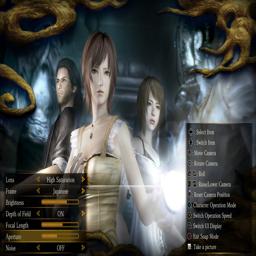 Lens High Saturation
Frame Japanese
Brightness
Depth of Field ON
Focal Length
Aperture
Noise OFF
: Select Item
: Switch Item
: Move Camera
: Rotate Camera
: Roll
: Raise/Lower Camera
: Reset Camera Position
: Character Operation Mode
: Switch Operation Speed
: Switch UI Display
: Snap Mode
: Take a picture